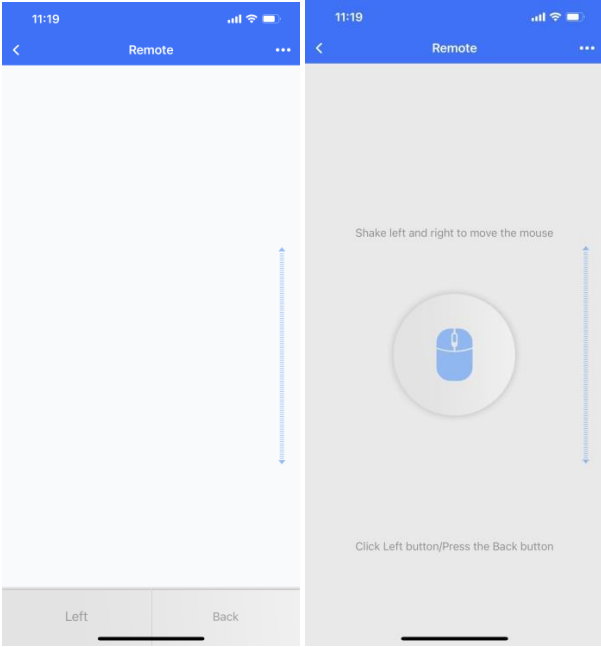 11:19
Remote
Left
Back
11:19
Remote
Shake left and right to move the mouse
Click Left button/Press the Back button